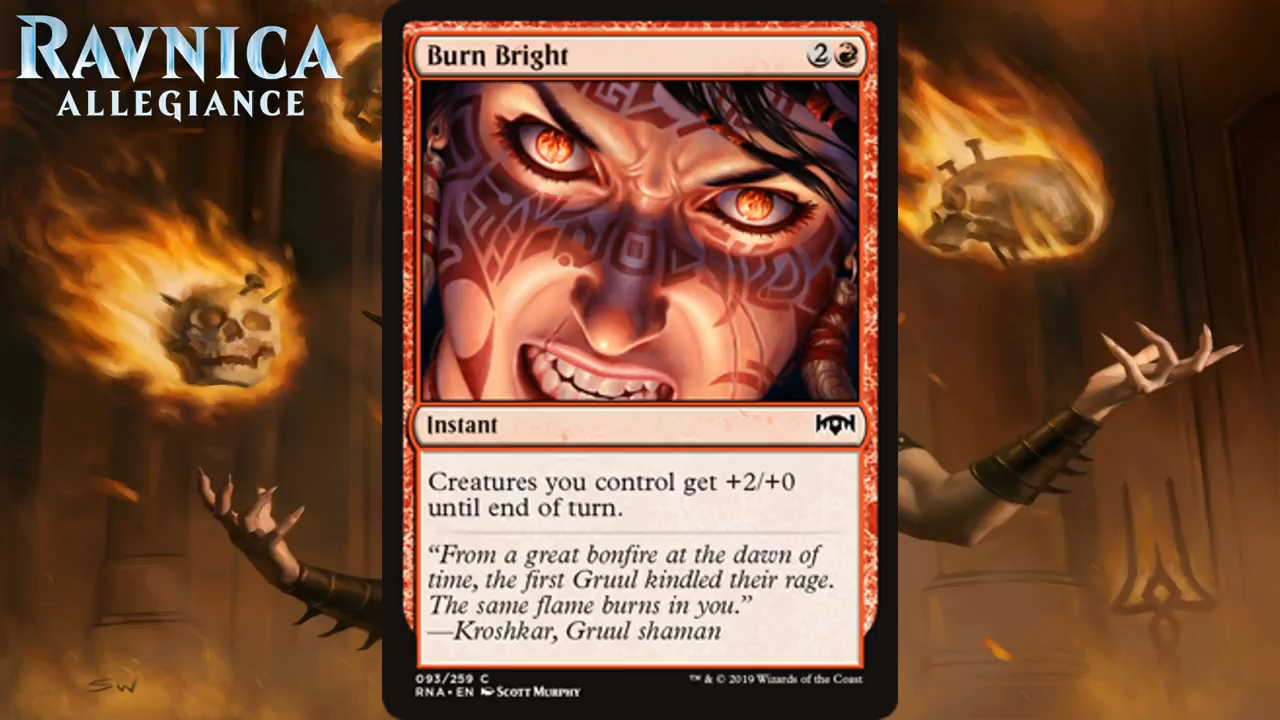 RAVNICA
ALLEGIANCE
Burn Bright
2
Instant
Creatures you control get +2/+0
until end of turn.
“From a great bonfire at the dawn of
time, the first Gruul kindled their rage.
The same flame burns in you.”
—Kroshkar, Gruul shaman
093/259 C
RNA • EN Scott Murphy
™ & © 2019 Wizards of the Coast
SW